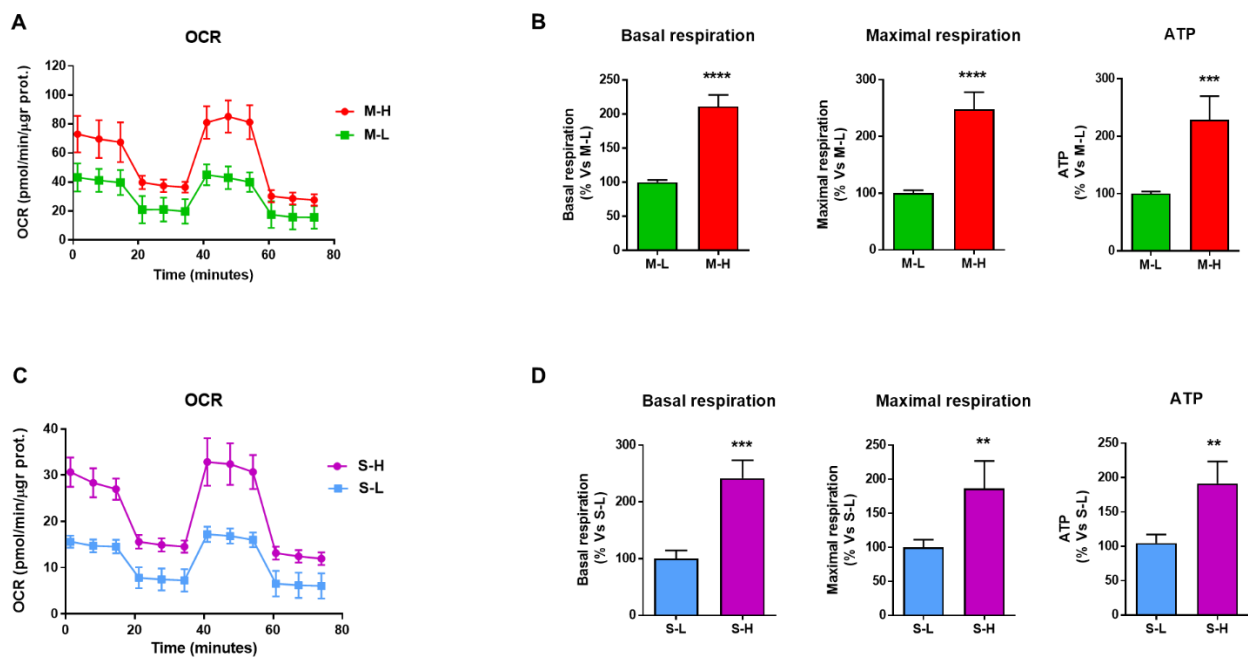 A
OCR
OCR (pmol/min/µgr prot.)
120
100
80
60
40
20
0
0
20
40
60
80
Time (minutes)
M-H
M-L
B
Basal respiration
Basal respiration
(% Vs M-L)
250
200
150
100
50
0
****
M-L
M-H
Maximal respiration
Maximal respiration
(% Vs M-L)
300
200
100
0
****
M-L
M-H
ATP
ATP
(% Vs M-L)
300
200
100
0
***
M-L
M-H
C
OCR
OCR (pmol/min/µgr prot.)
40
30
20
10
0
0
20
40
60
80
Time (minutes)
S-H
S-L
D
Basal respiration
Basal respiration
(% Vs S-L)
300
200
100
0
***
S-L
S-H
Maximal respiration
Maximal respiration
(% Vs S-L)
250
200
150
100
50
0
**
S-L
S-H
ATP
ATP
(% Vs S-L)
250
200
150
100
50
0
**
S-L
S-H